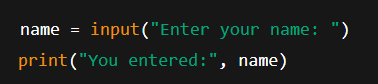 name = input("Enter your name: ")
print("You entered:", name)